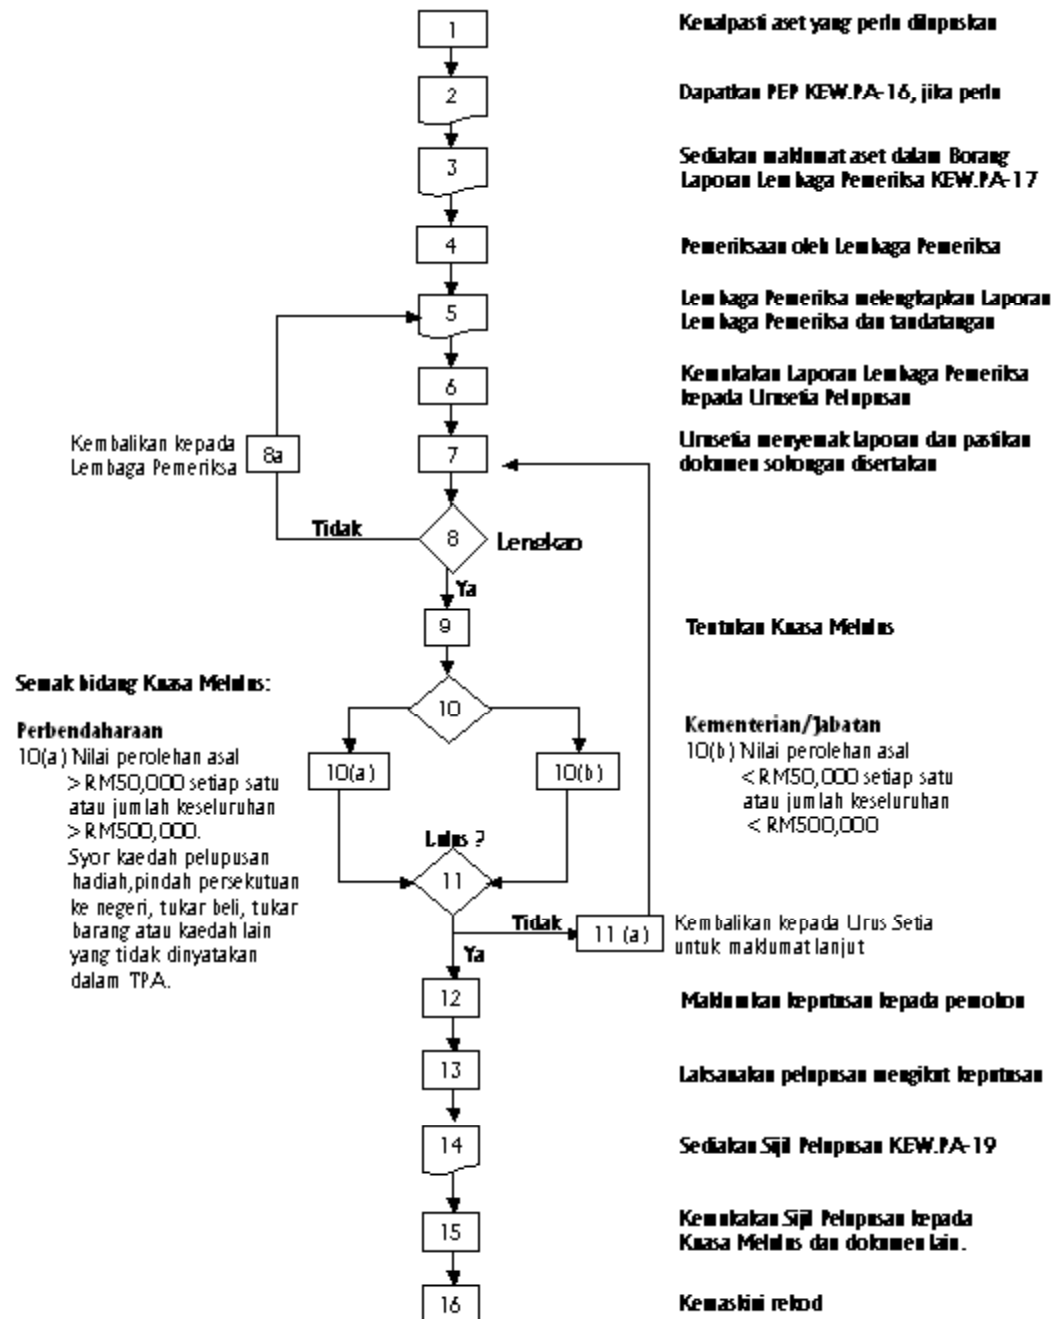 1
Kenalpasti aset yang perlu dilupuskan
2
Dapatkan PEP KEW.PA-16, jika perlu
3
Sediakan maklumat aset dalam Borang
Laporan Lembaga Pemeriksa KEW.PA-17
4
Pemeriksaan oleh Lembaga Pemeriksa
5
Lembaga Pemeriksa melengkapkan Laporan
Lembaga Pemeriksa dan tandatangan
6
Kemukakan Laporan Lembaga Pemeriksa
kepada Urusetia Pelupusan
Kembalikan kepada
Lembaga Pemeriksa
8a
7
Urusetia menyemak laporan dan pastikan
dokumen sokongan disertakan
Tidak
8
Lengkap
Ya
9
Tentukan Kuasa Melulus
Semak bidang Kuasa Melulus:
10
Perbendaharaan
10(a) Nilai perolehan asal
> RM50,000 setiap satu
atau jumlah keseluruhan
> RM500,000.
Syor kaedah pelupusan
hadiah,pindah persekutuan
ke negeri, tukar beli, tukar
barang atau kaedah lain
yang tidak dinyatakan
dalam TPA.
10(a)
10(b)
Kementerian/Jabatan
10(b) Nilai perolehan asal
< RM50,000 setiap satu
atau jumlah keseluruhan
< RM500,000
Lulus ?
11
Tidak
11 (a)
Kembalikan kepada Urus Setia
untuk maklumat lanjut
Ya
12
Maklumkan keputusan kepada pemohon
13
Laksanakan pelupusan mengikut keputusan
14
Sediakan Sijil Pelupusan KEW.PA-19
15
Kemukakan Sijil Pelupusan kepada
Kuasa Melulus dan dokumen lain.
16
Kemaskini rekod